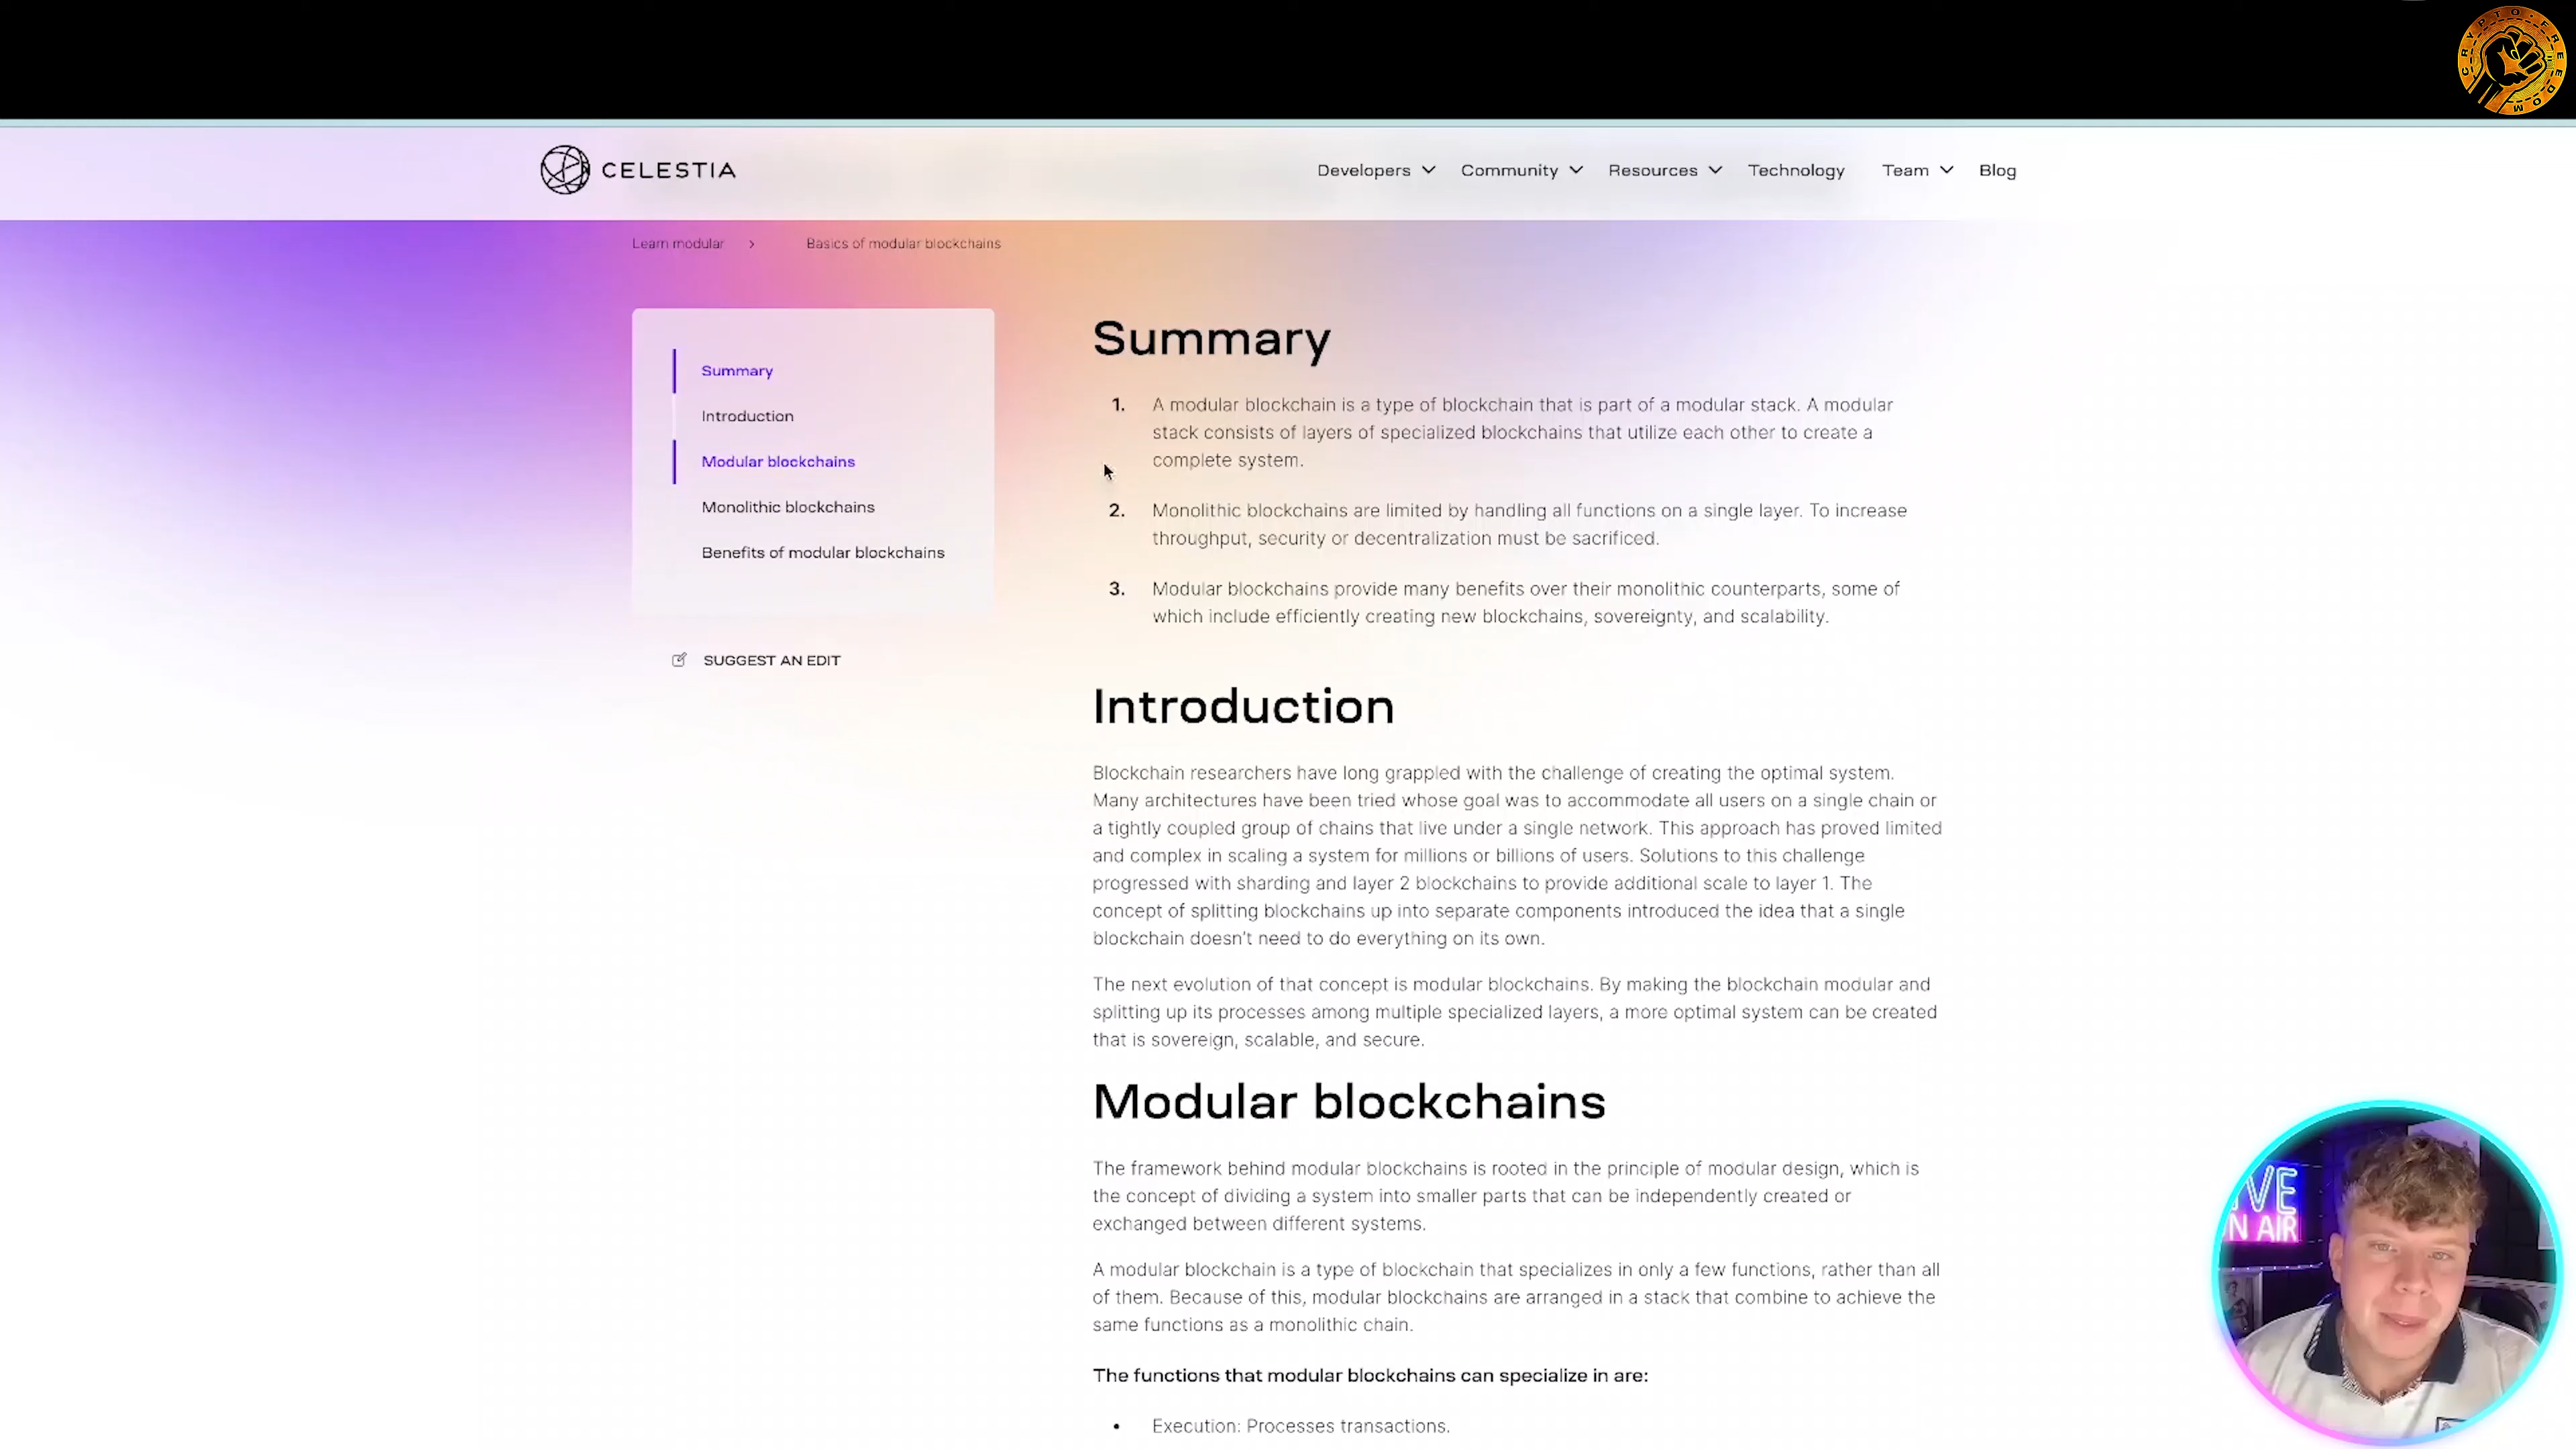 CRYPTO FREEDOM
CELESTIA
Developers Community Resources Technology Team Blog
Learn modular > Basics of modular blockchains
Summary
Introduction
Modular blockchains
Monolithic blockchains
Benefits of modular blockchains
SUGGEST AN EDIT
Summary
1. A modular blockchain is a type of blockchain that is part of a modular stack. A modular
stack consists of layers of specialized blockchains that utilize each other to create a
complete system.
2. Monolithic blockchains are limited by handling all functions on a single layer. To increase
throughput, security or decentralization must be sacrificed.
3. Modular blockchains provide many benefits over their monolithic counterparts, some of
which include efficiently creating new blockchains, sovereignty, and scalability.
Introduction
Blockchain researchers have long grappled with the challenge of creating the optimal system.
Many architectures have been tried whose goal was to accommodate all users on a single chain or
a tightly coupled group of chains that live under a single network. This approach has proved limited
and complex in scaling a system for millions or billions of users. Solutions to this challenge
progressed with sharding and layer 2 blockchains to provide additional scale to layer 1. The
concept of splitting blockchains up into separate components introduced the idea that a single
blockchain doesn't need to do everything on its own.
The next evolution of that concept is modular blockchains. By making the blockchain modular and
splitting up its processes among multiple specialized layers, a more optimal system can be created
that is sovereign, scalable, and secure.
Modular blockchains
The framework behind modular blockchains is rooted in the principle of modular design, which is
the concept of dividing a system into smaller parts that can be independently created or
exchanged between different systems.
A modular blockchain is a type of blockchain that specializes in only a few functions, rather than all
of them. Because of this, modular blockchains are arranged in a stack that combine to achieve the
same functions as a monolithic chain.
The functions that modular blockchains can specialize in are:
• Execution: Processes transactions.
IVE
N AIR